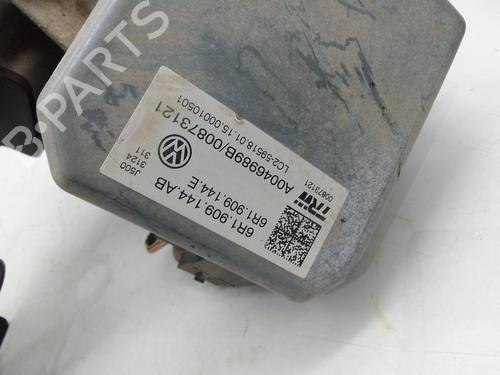 6R1.909.144.AB
6R1.909.144.E
J500
3124
311
A0046989B/00873121
LC2-59518.01.15.00010501
TRW
00873121
B-PARTS